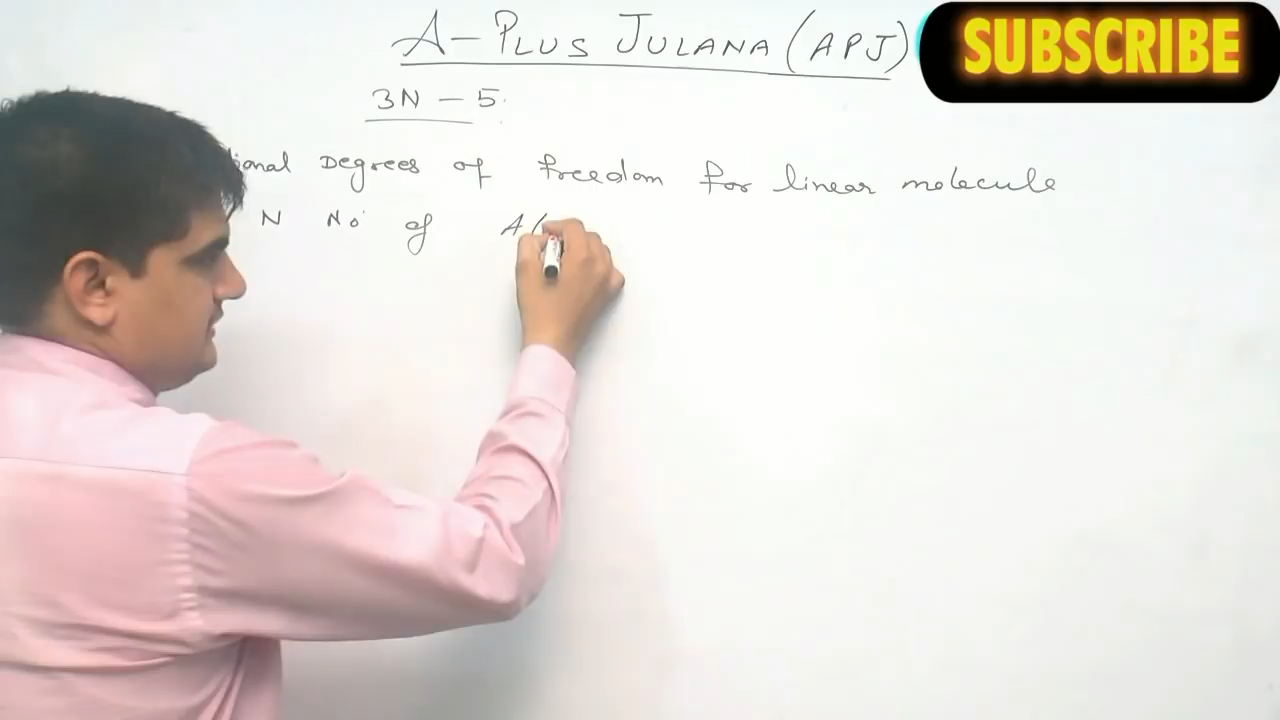 A-PLUS JULANA (APJ)
SUBSCRIBE
3N - 5
Degrees of freedom for linear molecule
N No. of